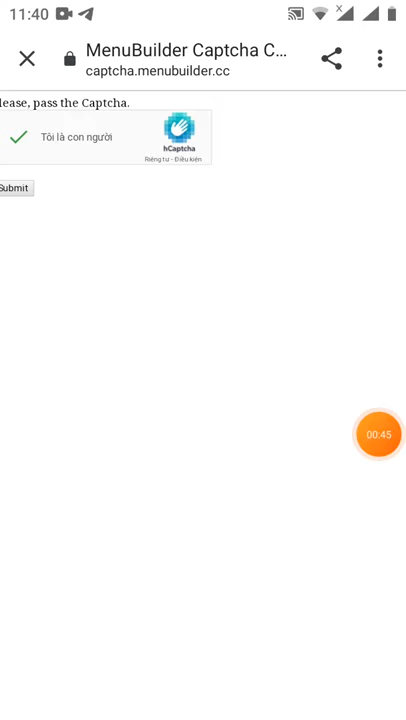 11:40
MenuBuilder Captcha C...
captcha.menubuilder.cc
lease, pass the Captcha.
Tôi là con người
hCaptcha
Riêng tư - Điều kiện
Submit
00:45